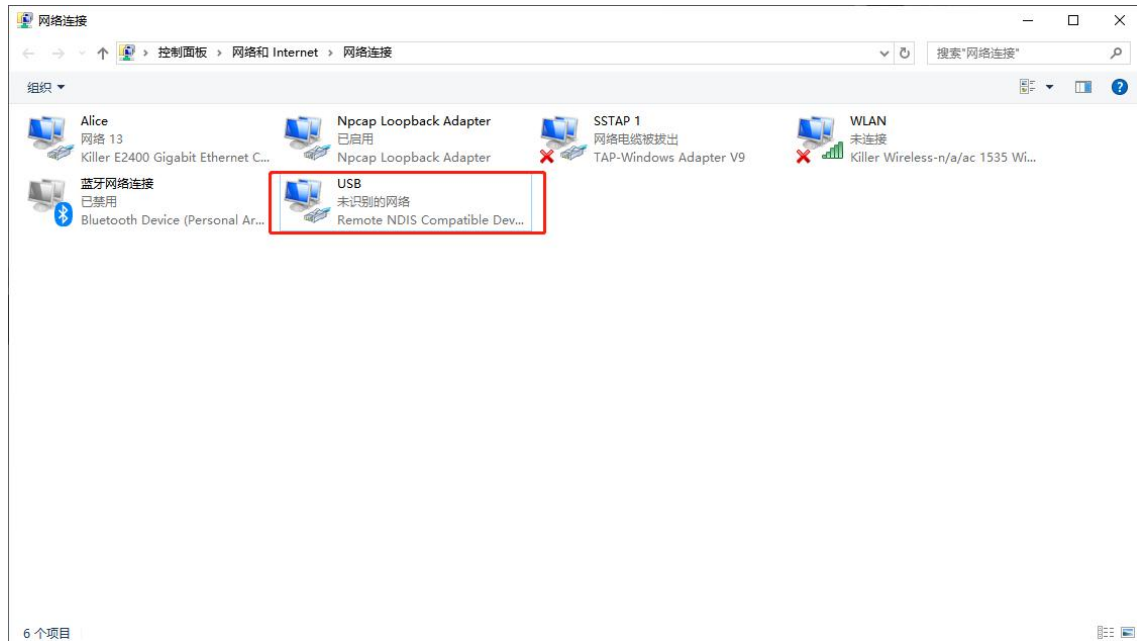 网络连接
控制面板 › 网络和 Internet › 网络连接
搜索"网络连接"
组织
Alice
网络 13
Killer E2400 Gigabit Ethernet C...
Npcap Loopback Adapter
已启用
Npcap Loopback Adapter
SSTAP 1
网络电缆被拔出
TAP-Windows Adapter V9
WLAN
未连接
Killer Wireless-n/a/ac 1535 Wi...
蓝牙网络连接
已禁用
Bluetooth Device (Personal Ar...
USB
未识别的网络
Remote NDIS Compatible Dev...
6 个项目